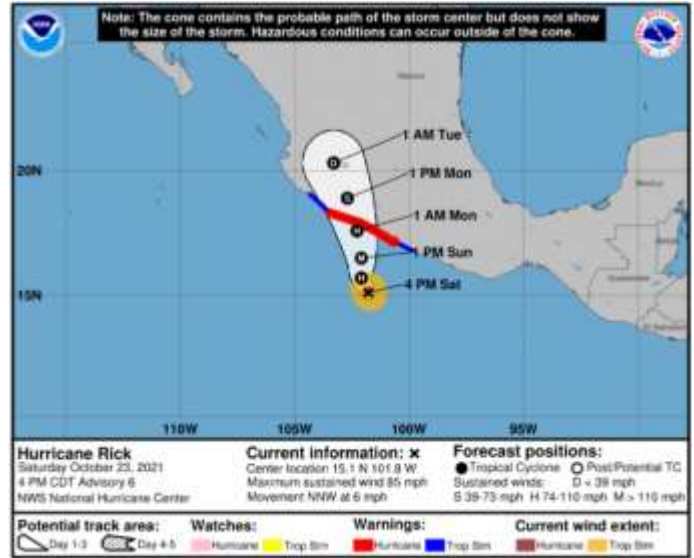 Note: The cone contains the probable path of the storm center but does not show
the size of the storm. Hazardous conditions can occur outside of the cone.
NOAA
Mexico
1 AM Tue
D
20N
1 PM Mon
S
Mexico
1 AM Mon
H
1 PM Sun
M
H
4 PM Sat
15N
Guatemala
El Salvador
110W
105W
100W
95W
Hurricane Rick
Saturday October 23, 2021
4 PM CDT Advisory 6
NWS National Hurricane Center
Current information: x
Center location 15.1 N 101.8 W
Maximum sustained wind 85 mph
Movement NNW at 6 mph
Forecast positions:
Tropical Cyclone Post/Potential TC
Sustained winds: D < 39 mph
S 39-73 mph H 74-110 mph M > 110 mph
Potential track area:
Day 1-3 Day 4-5
Watches:
Hurricane Trop Stm
Warnings:
Hurricane Trop Stm
Current wind extent:
Hurricane Trop Stm